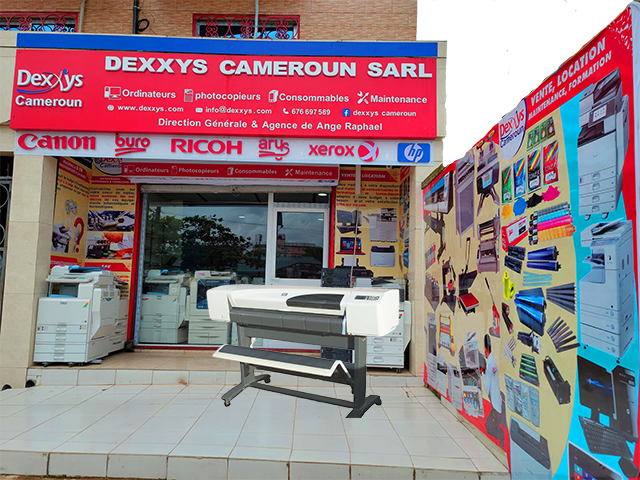 DEXXYS CAMEROUN SARL
Dexxys
Cameroun
Ordinateurs photocopieurs Consommables Maintenance
www.dexxys.com info@dexxys.com 676 697 589 dexxys cameroun
Direction Générale & Agence de Ange Raphael
Canon buro RICOH arys xerox hp
Ordinateurs Photocopieurs Consommables Maintenance
VENTE, LOCATION
MAINTENANCE, FORMATION
Dexxys
Cameroun